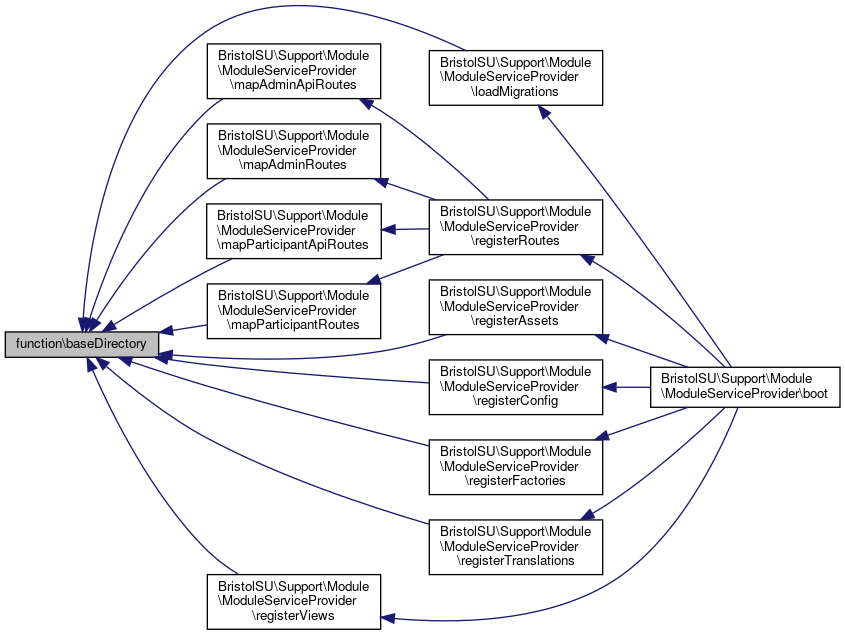 function\baseDirectory
BristolSU\Support\Module
\ModuleServiceProvider
\mapAdminApiRoutes
BristolSU\Support\Module
\ModuleServiceProvider
\mapAdminRoutes
BristolSU\Support\Module
\ModuleServiceProvider
\mapParticipantApiRoutes
BristolSU\Support\Module
\ModuleServiceProvider
\mapParticipantRoutes
BristolSU\Support\Module
\ModuleServiceProvider
\registerViews
BristolSU\Support\Module
\ModuleServiceProvider
\loadMigrations
BristolSU\Support\Module
\ModuleServiceProvider
\registerRoutes
BristolSU\Support\Module
\ModuleServiceProvider
\registerAssets
BristolSU\Support\Module
\ModuleServiceProvider
\registerConfig
BristolSU\Support\Module
\ModuleServiceProvider
\registerFactories
BristolSU\Support\Module
\ModuleServiceProvider
\registerTranslations
BristolSU\Support\Module
\ModuleServiceProvider\boot